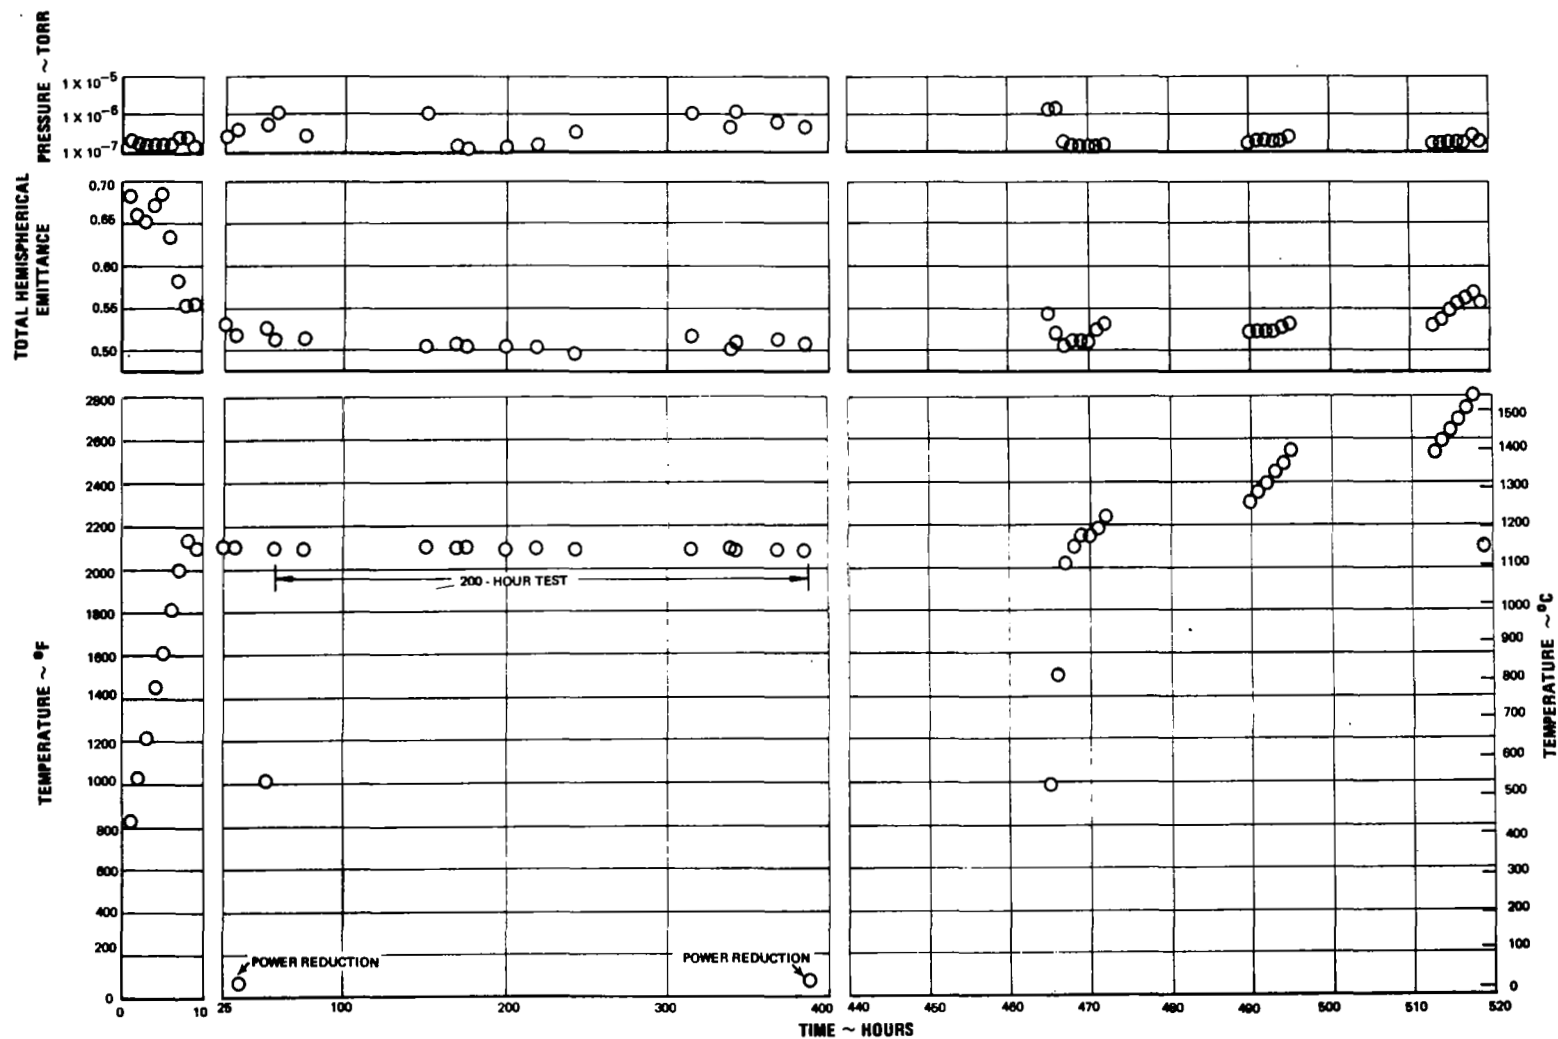 PRESSURE ~ TORR
1 X 10−5
1 X 10−6
1 X 10−7
TOTAL HEMISPHERICAL
EMITTANCE
0.70
0.65
0.60
0.55
0.50
TEMPERATURE ~ °F
2800
2600
2400
2200
2000
1800
1600
1400
1200
1000
800
600
400
200
0
200 - HOUR TEST
POWER REDUCTION
POWER REDUCTION
1500
1400
1300
1200
1100
1000
900
800
700
600
500
400
300
200
100
0
TEMPERATURE ~ °C
0 10 25 100 200 300 400 440 450 460 470 480 490 500 510 520
TIME ~ HOURS